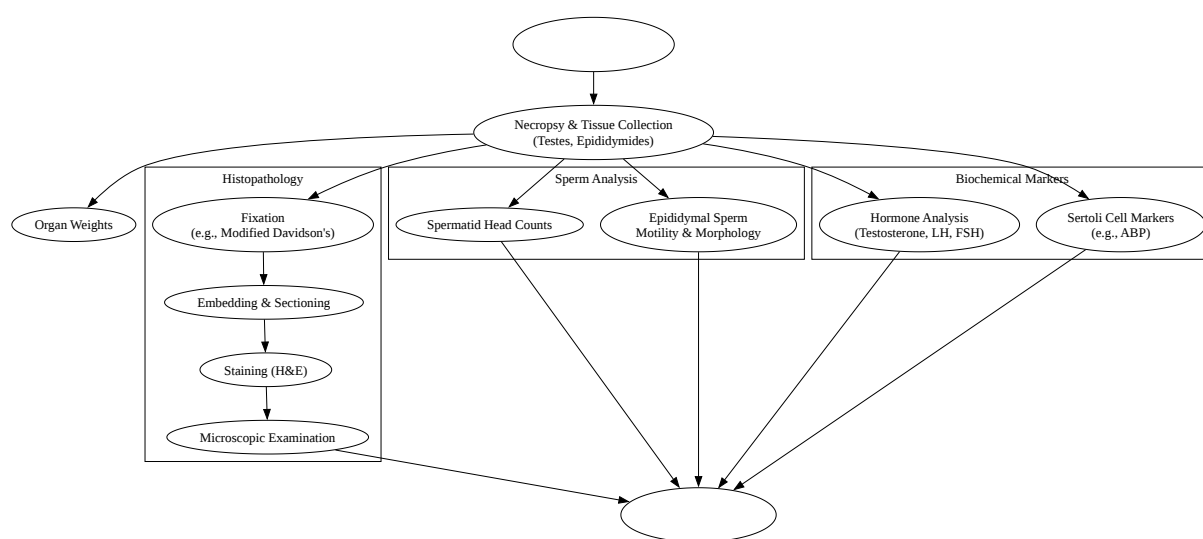 Necropsy & Tissue Collection
(Testes, Epididymides)
Histopathology
Sperm Analysis
Biochemical Markers
Organ Weights
Fixation
(e.g., Modified Davidson's)
Spermatid Head Counts
Epididymal Sperm
Motility & Morphology
Hormone Analysis
(Testosterone, LH, FSH)
Sertoli Cell Markers
(e.g., ABP)
Embedding & Sectioning
Staining (H&E)
Microscopic Examination